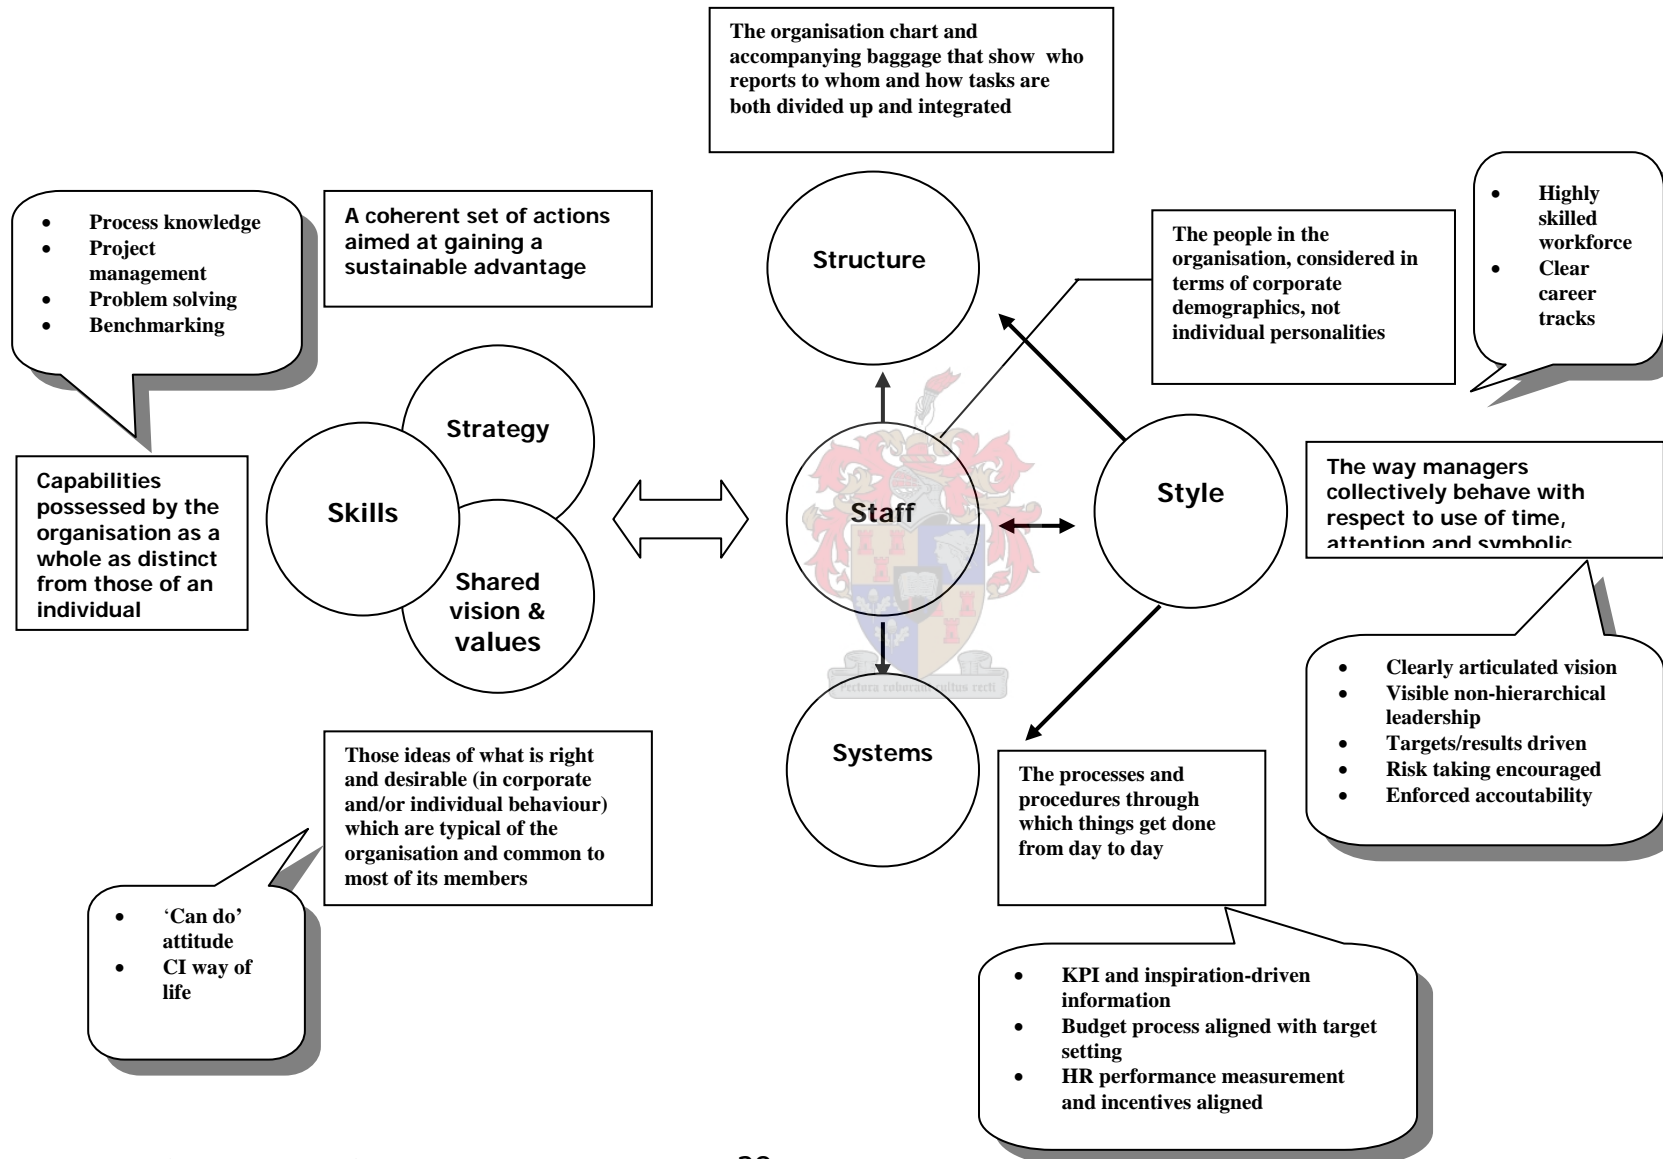 The organisation chart and
accompanying baggage that show who
reports to whom and how tasks are
both divided up and integrated
• Process knowledge
• Project
management
• Problem solving
• Benchmarking
A coherent set of actions
aimed at gaining a
sustainable advantage
Structure
The people in the
organisation, considered in
terms of corporate
demographics, not
individual personalities
• Highly
skilled
workforce
• Clear
career
tracks
Capabilities
possessed by the
organisation as a
whole as distinct
from those of an
individual
Skills
Strategy
Shared
vision &
values
Staff
Style
The way managers
collectively behave with
respect to use of time,
attention and symbolic
Pectora roborant cultus recti
• Clearly articulated vision
• Visible non-hierarchical
leadership
• Targets/results driven
• Risk taking encouraged
• Enforced accoutability
Those ideas of what is right
and desirable (in corporate
and/or individual behaviour)
which are typical of the
organisation and common to
most of its members
Systems
The processes and
procedures through
which things get done
from day to day
• ‘Can do’
attitude
• CI way of
life
• KPI and inspiration-driven
information
• Budget process aligned with target
setting
• HR performance measurement
and incentives aligned